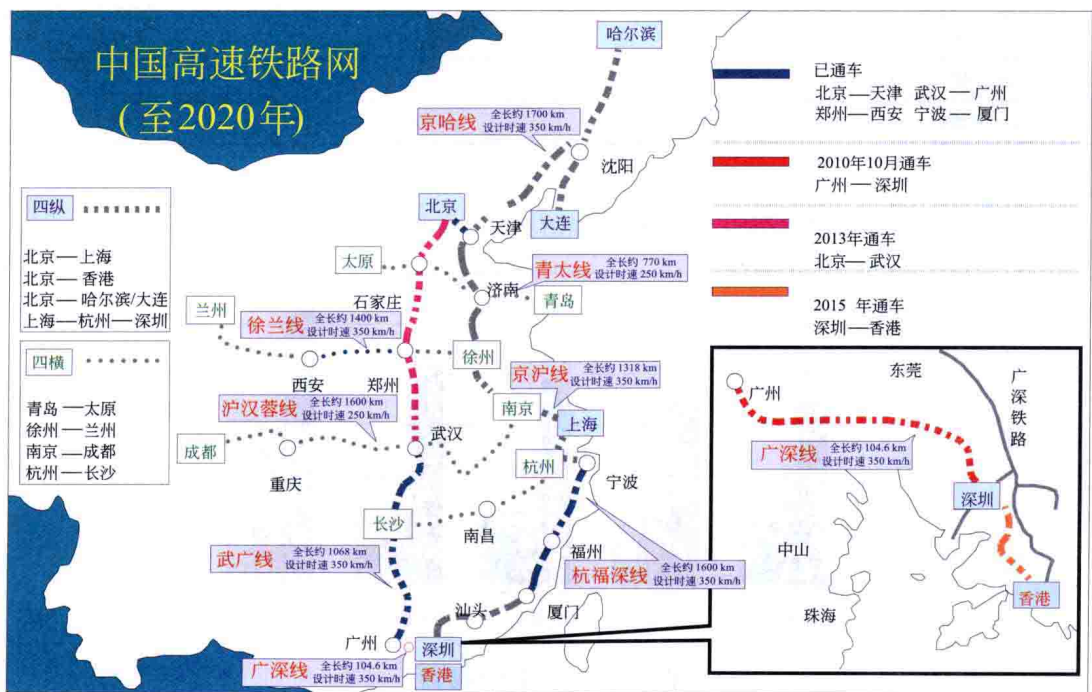 中国高速铁路网
(至2020年)
四纵
北京—上海
北京—香港
北京—哈尔滨/大连
上海—杭州—深圳
四横
青岛—太原
徐州—兰州
南京—成都
杭州—长沙
哈尔滨
京哈线 全长约 1700 km
设计时速 350 km/h
沈阳
北京
天津
大连
太原
青太线 全长约 770 km
设计时速 250 km/h
济南
青岛
石家庄
兰州
徐兰线 全长约 1400 km
设计时速 350 km/h
徐州
西安
郑州
京沪线 全长约 1318 km
设计时速 350 km/h
沪汉蓉线 全长约 1600 km
设计时速 250 km/h
南京
上海
武汉
成都
杭州
重庆
宁波
长沙
南昌
武广线 全长约 1068 km
设计时速 350 km/h
福州
杭福深线 全长约 1600 km
设计时速 350 km/h
汕头
厦门
广州
深圳
广深线 全长约 104.6 km
设计时速 350 km/h
香港
已通车
北京—天津 武汉—广州
郑州—西安 宁波—厦门
2010年10月通车
广州—深圳
2013年通车
北京—武汉
2015 年通车
深圳—香港
东莞
广州
广深铁路
广深线 全长约 104.6 km
设计时速 350 km/h
深圳
中山
珠海
香港